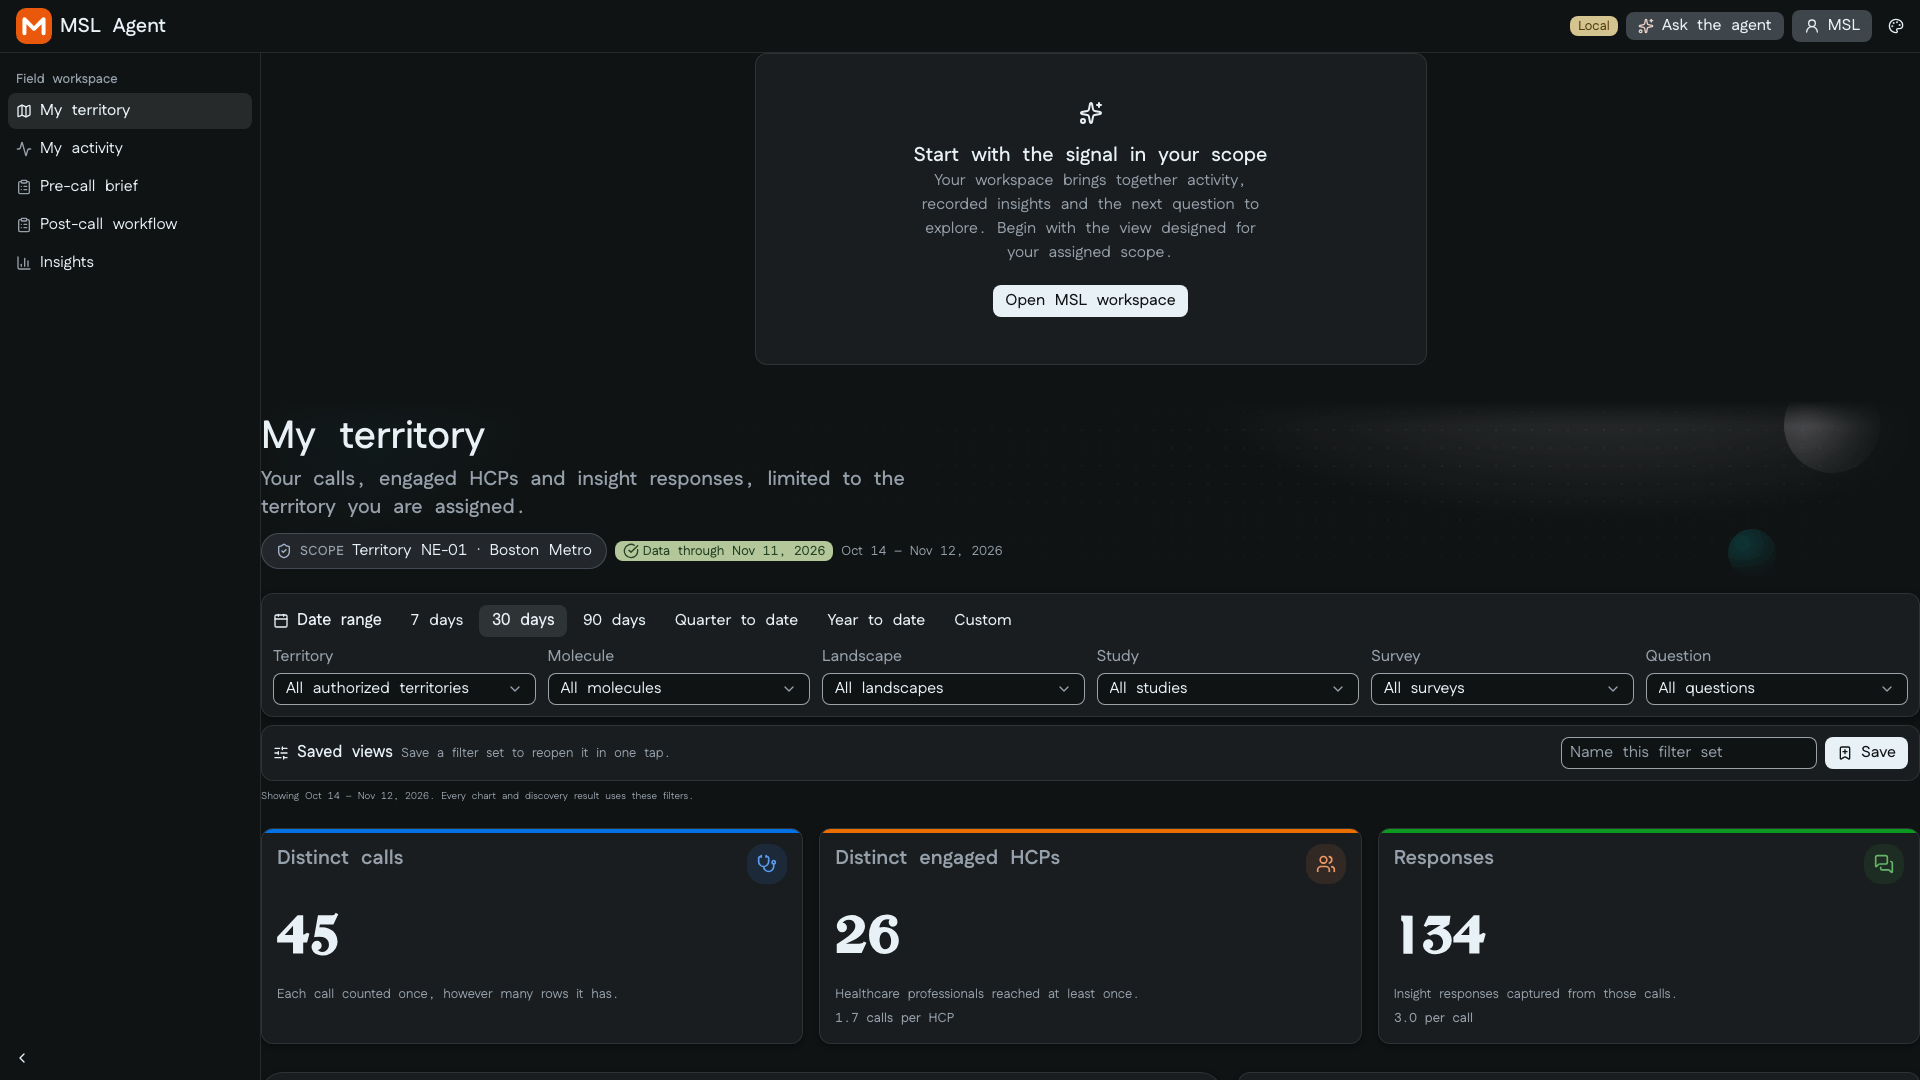 MSL Agent
Local
Ask the agent
MSL
Field workspace
My territory
My activity
Pre-call brief
Post-call workflow
Insights
Start with the signal in your scope
Your workspace brings together activity,
recorded insights and the next question to
explore. Begin with the view designed for
your assigned scope.
Open MSL workspace
My territory
Your calls, engaged HCPs and insight responses, limited to the
territory you are assigned.
SCOPE Territory NE-01 · Boston Metro
Data through Nov 11, 2026
Oct 14 – Nov 12, 2026
Date range
7 days
30 days
90 days
Quarter to date
Year to date
Custom
Territory
Molecule
Landscape
Study
Survey
Question
All authorized territories
All molecules
All landscapes
All studies
All surveys
All questions
Saved views Save a filter set to reopen it in one tap.
Name this filter set
Save
Showing Oct 14 – Nov 12, 2026. Every chart and discovery result uses these filters.
Distinct calls
45
Each call counted once, however many rows it has.
Distinct engaged HCPs
26
Healthcare professionals reached at least once.
1.7 calls per HCP
Responses
134
Insight responses captured from those calls.
3.0 per call